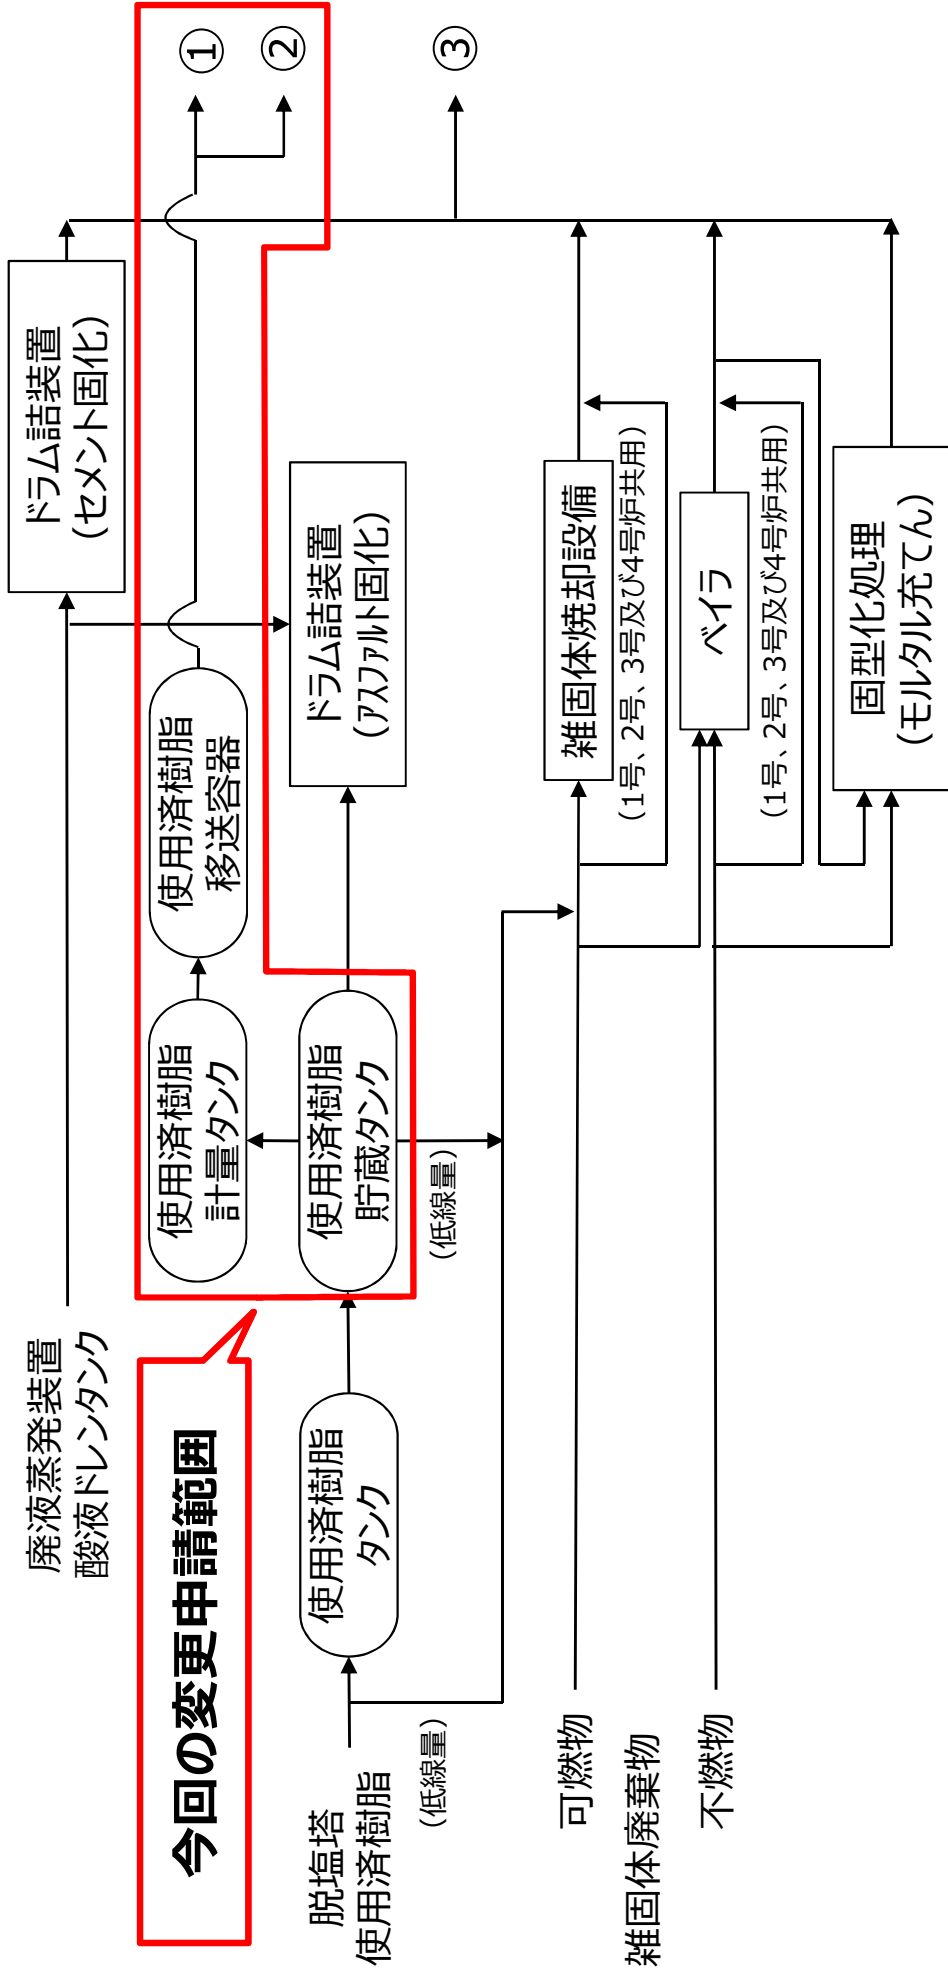 廃液蒸発装置
酸液ドレンタンク
ドラム詰装置
(セメント固化)
今回の変更申請範囲
使用済樹脂
計量タンク
使用済樹脂
移送容器
①
②
脱塩塔
使用済樹脂
(低線量)
使用済樹脂
タンク
使用済樹脂
貯蔵タンク
(低線量)
ドラム詰装置
(アスファルト固化)
③
可燃物
雑固体廃棄物
不燃物
雑固体焼却設備
(1号、2号、3号及び4号炉共用)
ベイラ
(1号、2号、3号及び4号炉共用)
固型化処理
(モルタル充てん)